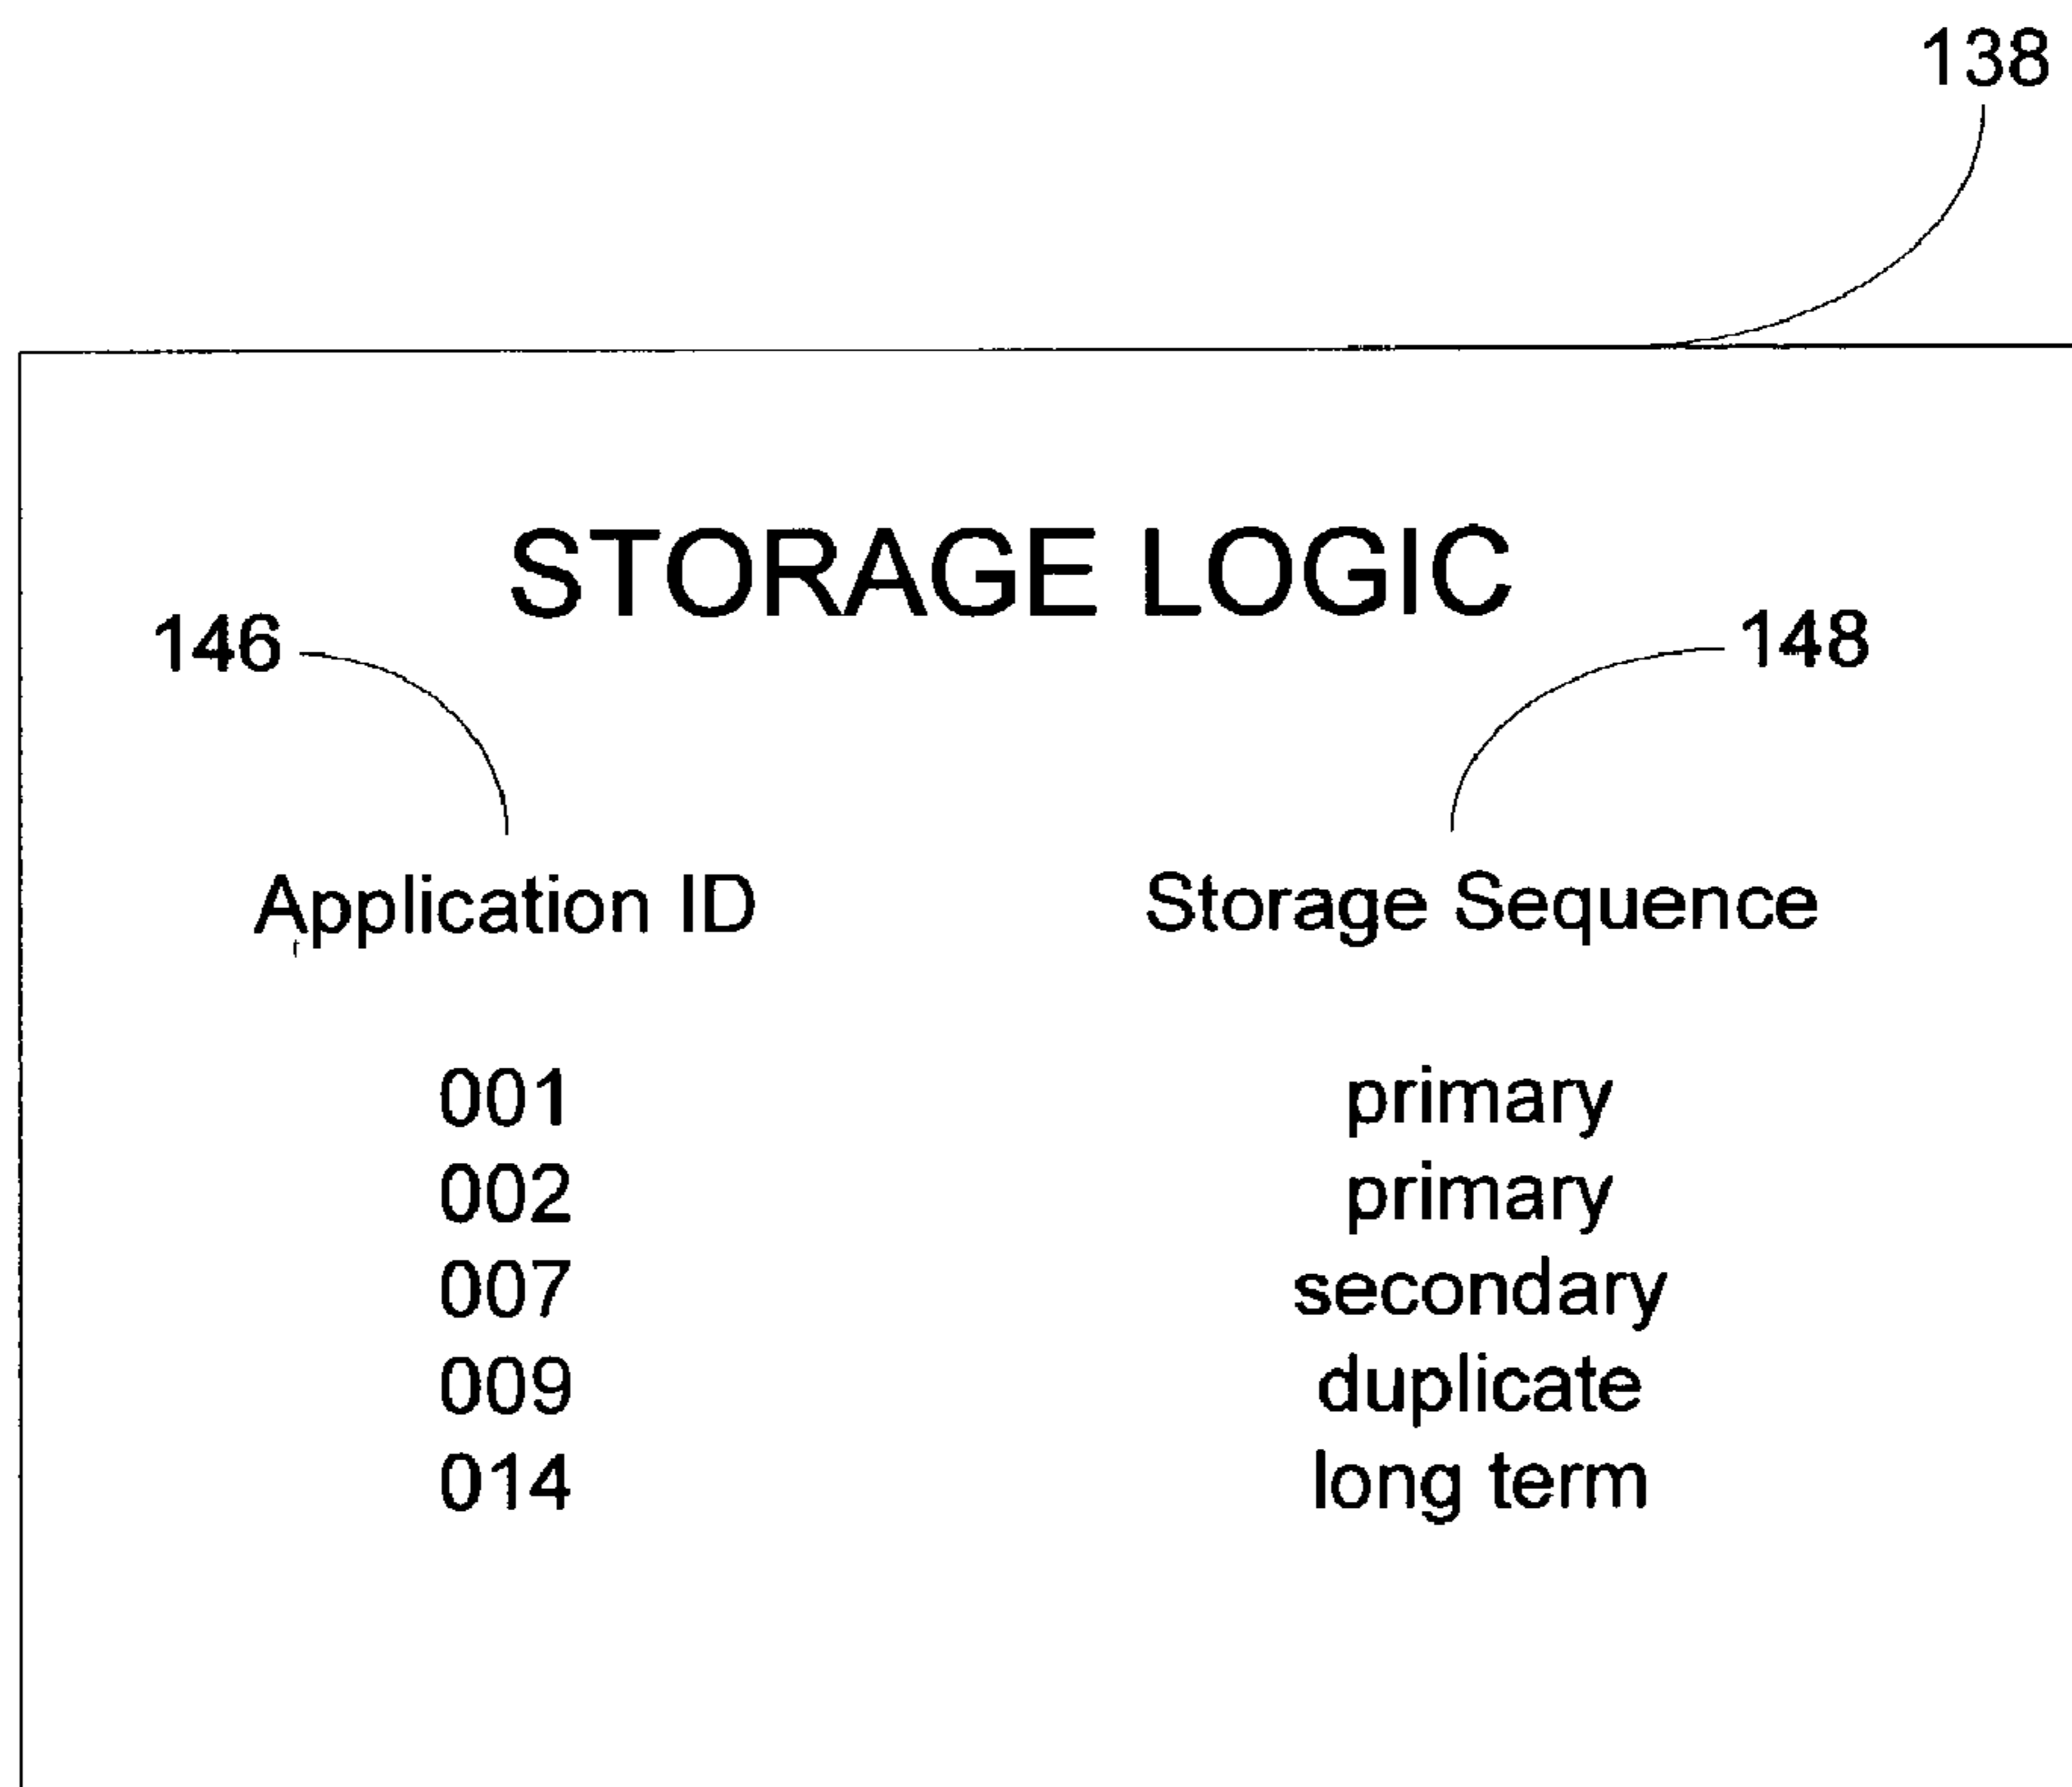 138
STORAGE LOGIC
146 148
Application ID Storage Sequence
001 primary
002 primary
007 secondary
009 duplicate
014 long term